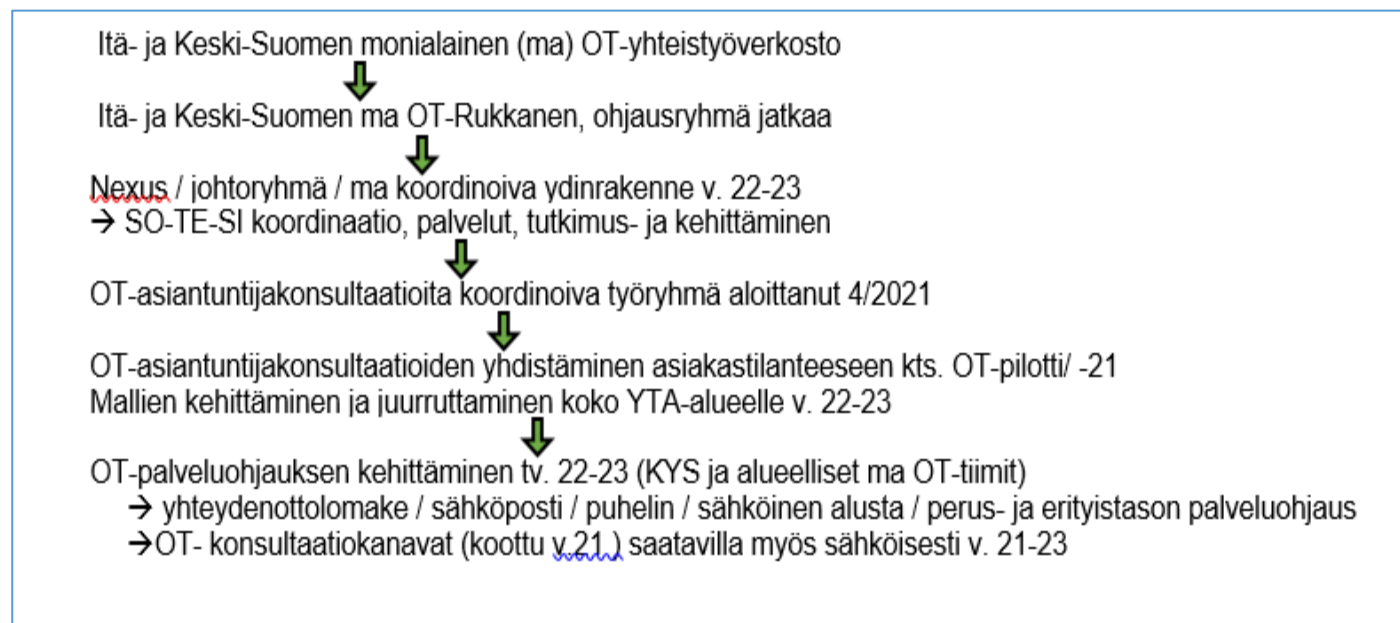 Itä- ja Keski-Suomen monialainen (ma) OT-yhteistyöverkosto
Itä- ja Keski-Suomen ma OT-Rukkanen, ohjausryhmä jatkaa
Nexus / johtoryhmä / ma koordinoiva ydinrakenne v. 22-23
→ SO-TE-SI koordinaatio, palvelut, tutkimus- ja kehittäminen
OT-asiantuntijakonsultaatioita koordinoiva työryhmä aloittanut 4/2021
OT-asiantuntijakonsultaatioiden yhdistäminen asiakastilanteeseen kts. OT-pilotti/ -21
Mallien kehittäminen ja juurruttaminen koko YTA-alueelle v. 22-23
OT-palveluohjauksen kehittäminen tv. 22-23 (KYS ja alueelliset ma OT-tiimit)
→ yhteydenottolomake / sähköposti / puhelin / sähköinen alusta / perus- ja erityistason palveluohjaus
→OT- konsultaatiokanavat (koottu v.21 ) saatavilla myös sähköisesti v. 21-23